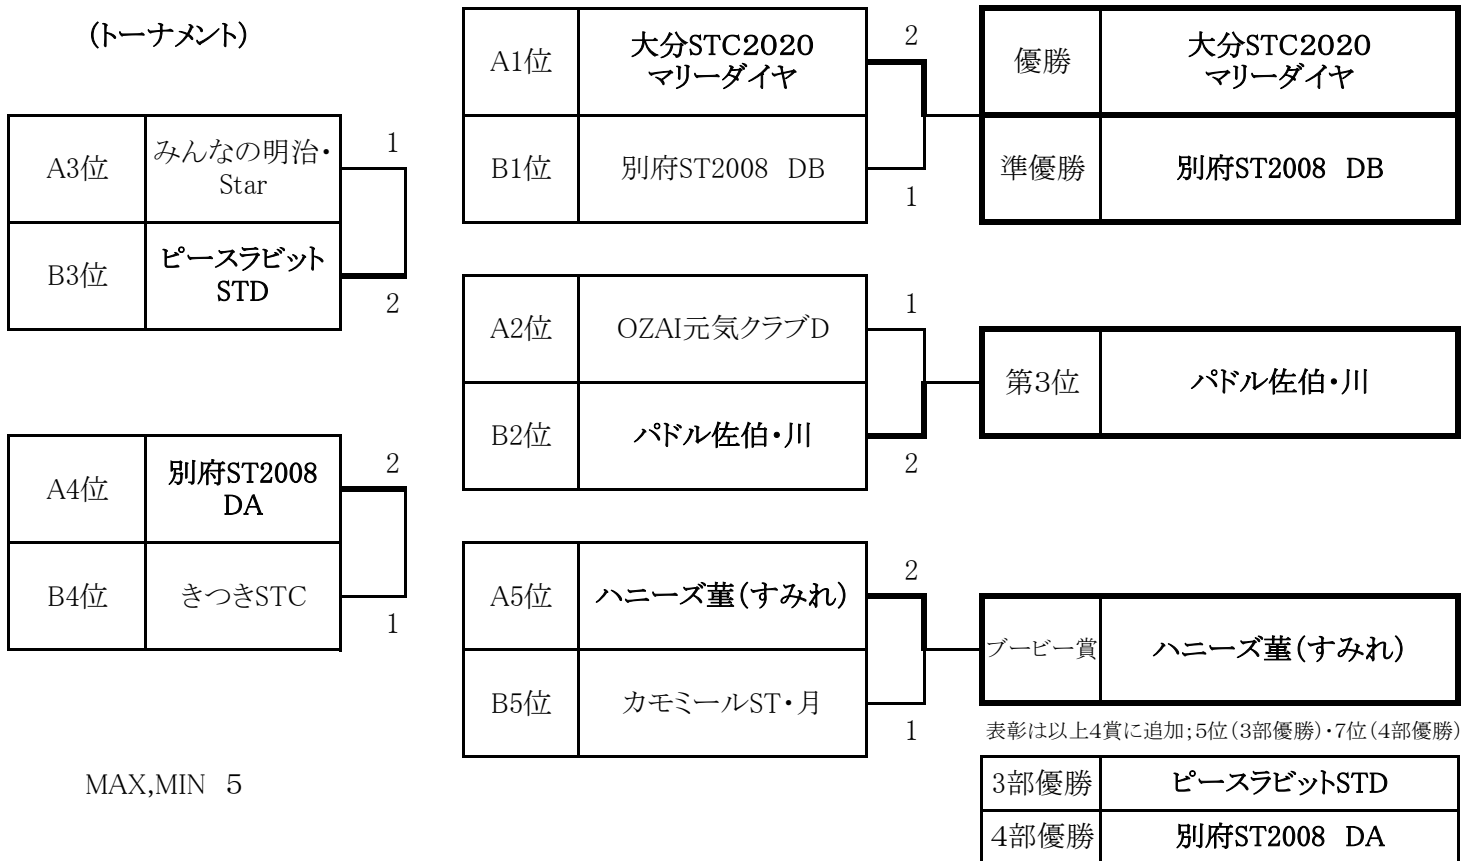 (トーナメント)
A3位
みんなの明治・
Star
1
B3位
ピースラビット
STD
2
A4位
別府ST2008
DA
2
B4位
きつきSTC
1
MAX,MIN 5
A1位
大分STC2020
マリーダイヤ
2
B1位
別府ST2008 DB
1
A2位
OZAI元気クラブD
1
B2位
パドル佐伯・川
2
A5位
ハニーズ菫(すみれ)
2
B5位
カモミールST・月
1
優勝
大分STC2020
マリーダイヤ
準優勝
別府ST2008 DB
第3位
パドル佐伯・川
ブービー賞
ハニーズ菫(すみれ)
表彰は以上4賞に追加;5位(3部優勝)・7位(4部優勝)
3部優勝
ピースラビットSTD
4部優勝
別府ST2008 DA